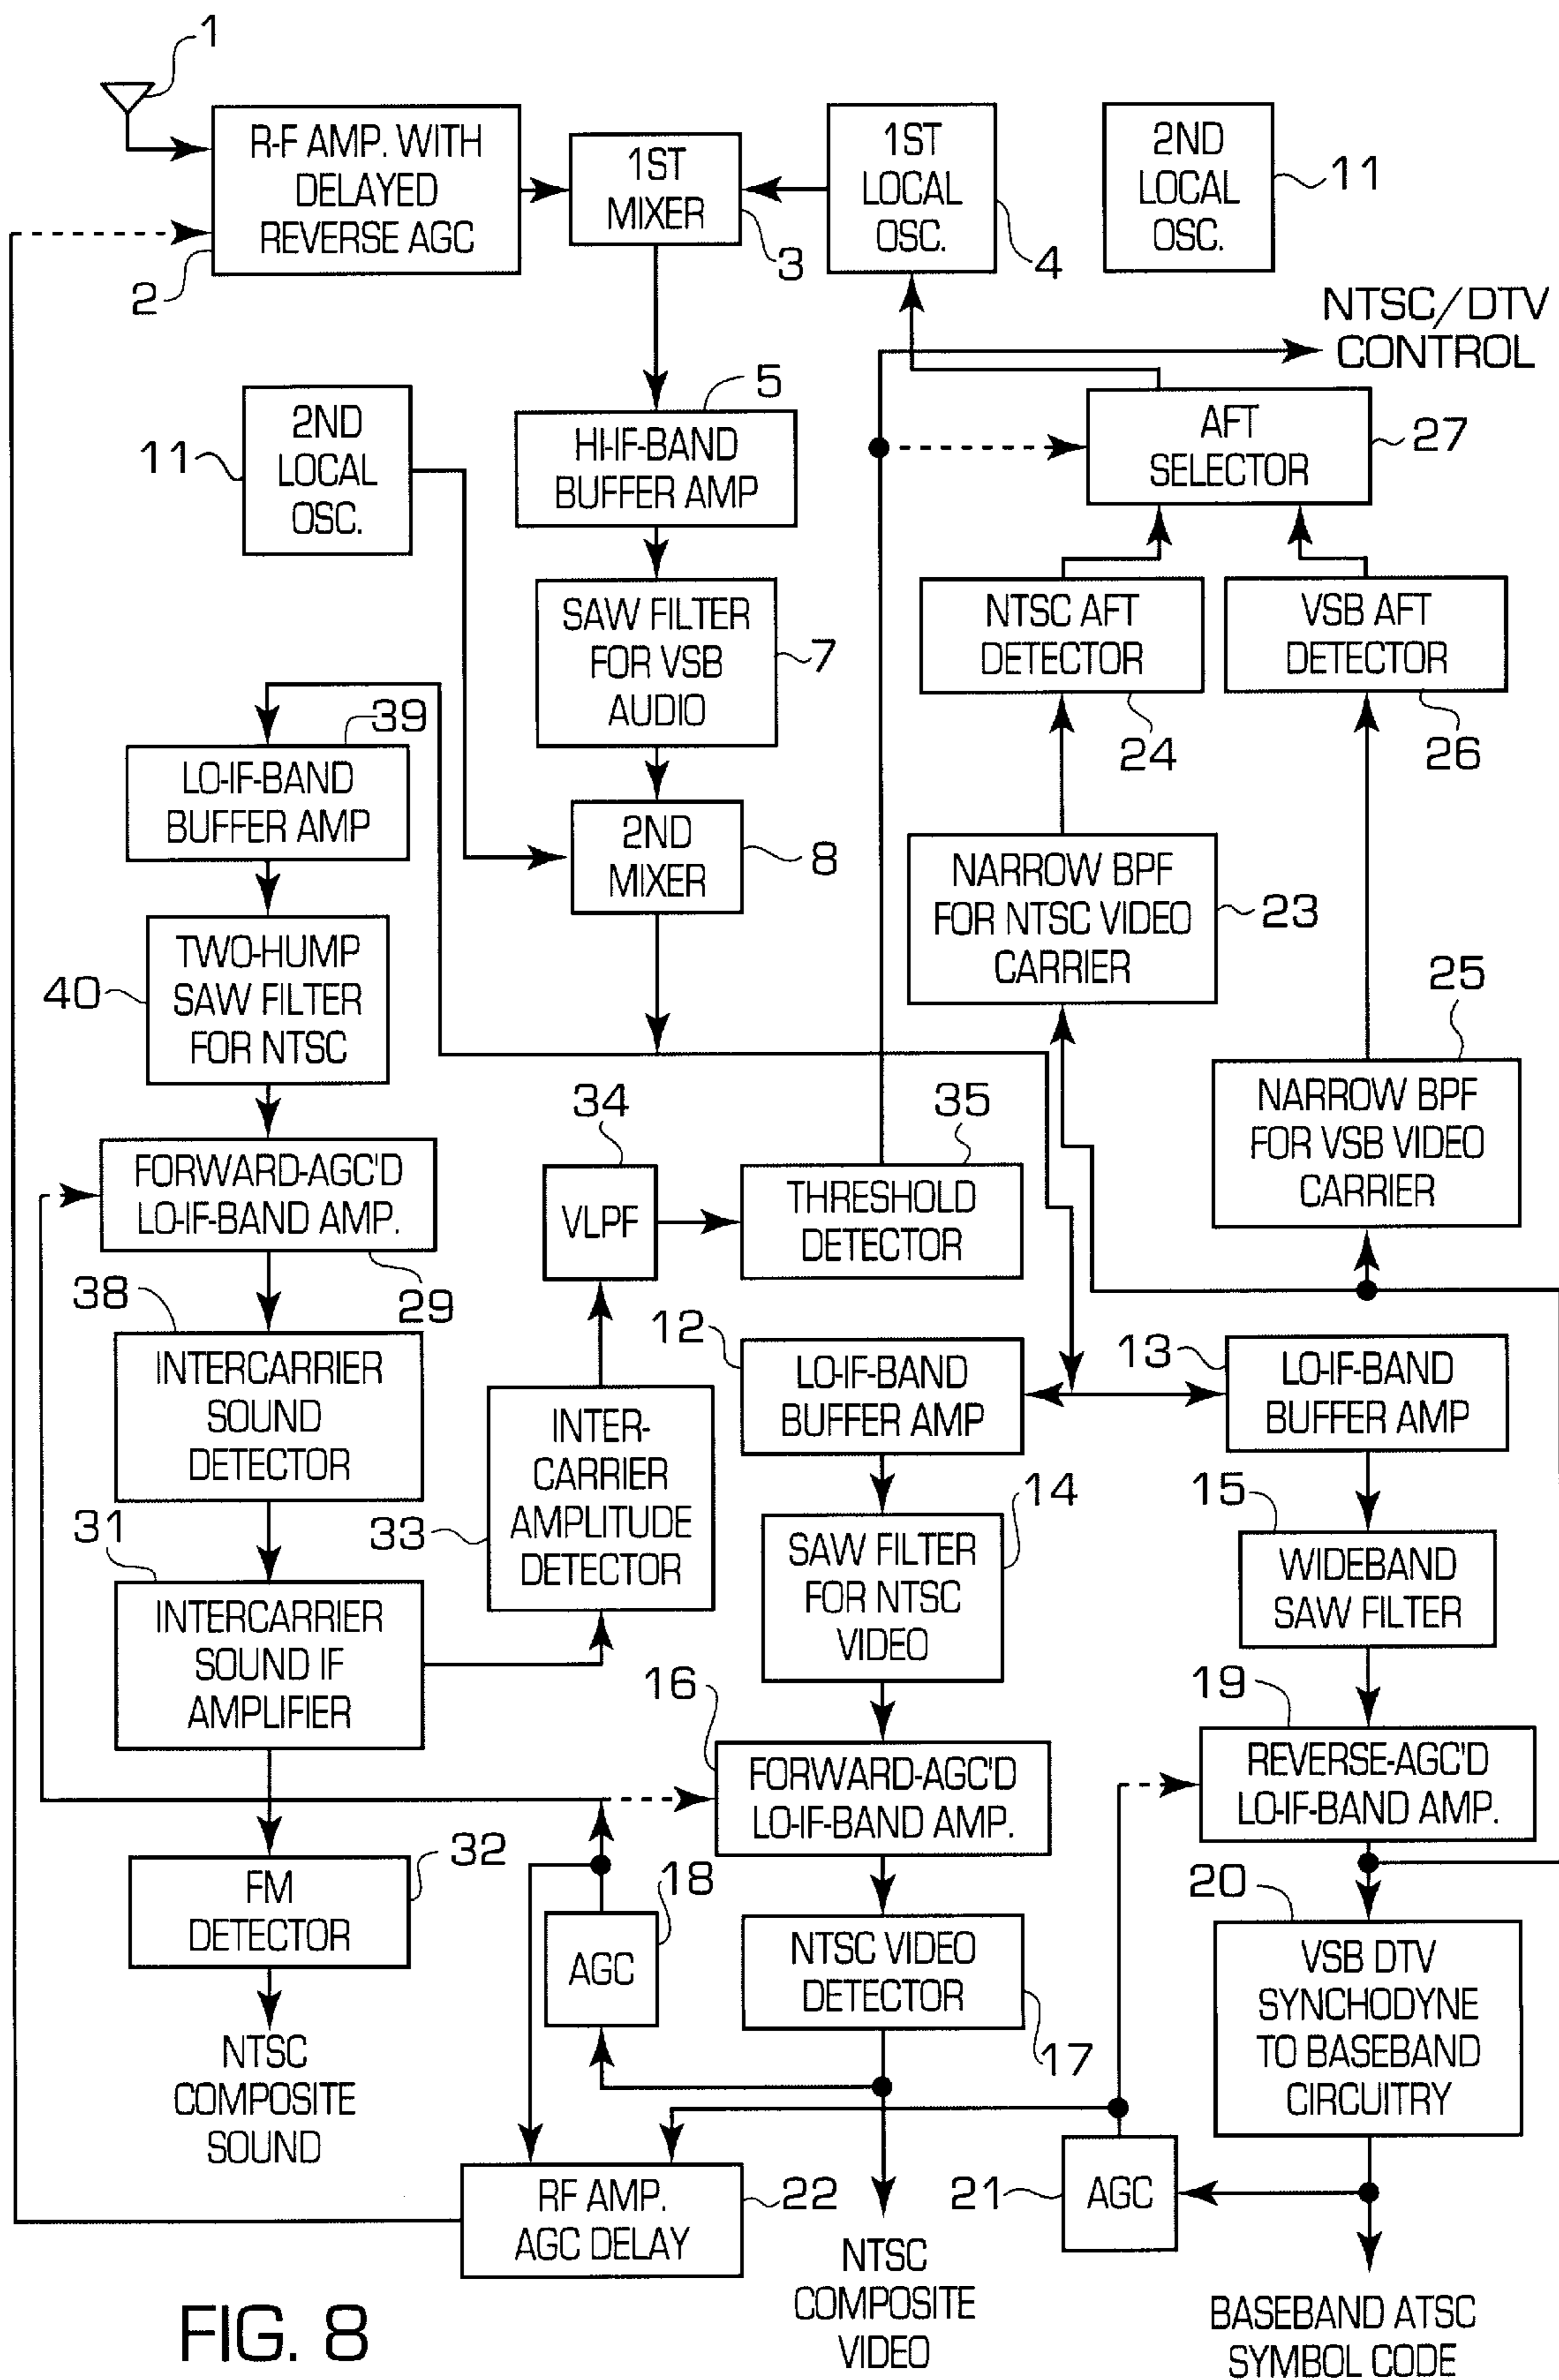 1
R-F AMP. WITH
DELAYED
REVERSE AGC
2
1ST
MIXER
3
1ST
LOCAL
OSC.
4
2ND
LOCAL
OSC.
11
NTSC/DTV
CONTROL
2ND
LOCAL
OSC.
11
5
HI-IF-BAND
BUFFER AMP
AFT
SELECTOR
27
SAW FILTER
FOR VSB
AUDIO
7
NTSC AFT
DETECTOR
24
VSB AFT
DETECTOR
26
39
LO-IF-BAND
BUFFER AMP
2ND
MIXER
8
NARROW BPF
FOR NTSC VIDEO
CARRIER
23
40
TWO-HUMP
SAW FILTER
FOR NTSC
25
NARROW BPF
FOR VSB VIDEO
CARRIER
34
VLPF
35
THRESHOLD
DETECTOR
FORWARD-AGC'D
LO-IF-BAND AMP.
29
38
INTERCARRIER
SOUND
DETECTOR
12
LO-IF-BAND
BUFFER AMP
13
LO-IF-BAND
BUFFER AMP
33
INTER-
CARRIER
AMPLITUDE
DETECTOR
14
SAW FILTER
FOR NTSC
VIDEO
15
WIDEBAND
SAW FILTER
31
INTERCARRIER
SOUND IF
AMPLIFIER
16
FORWARD-AGC'D
LO-IF-BAND AMP.
19
REVERSE-AGC'D
LO-IF-BAND AMP.
32
FM
DETECTOR
18
AGC
NTSC VIDEO
DETECTOR
17
20
VSB DTV
SYNCHODYNE
TO BASEBAND
CIRCUITRY
NTSC
COMPOSITE
SOUND
RF AMP.
AGC DELAY
22
21
AGC
NTSC
COMPOSITE
VIDEO
BASEBAND ATSC
SYMBOL CODE
FIG. 8